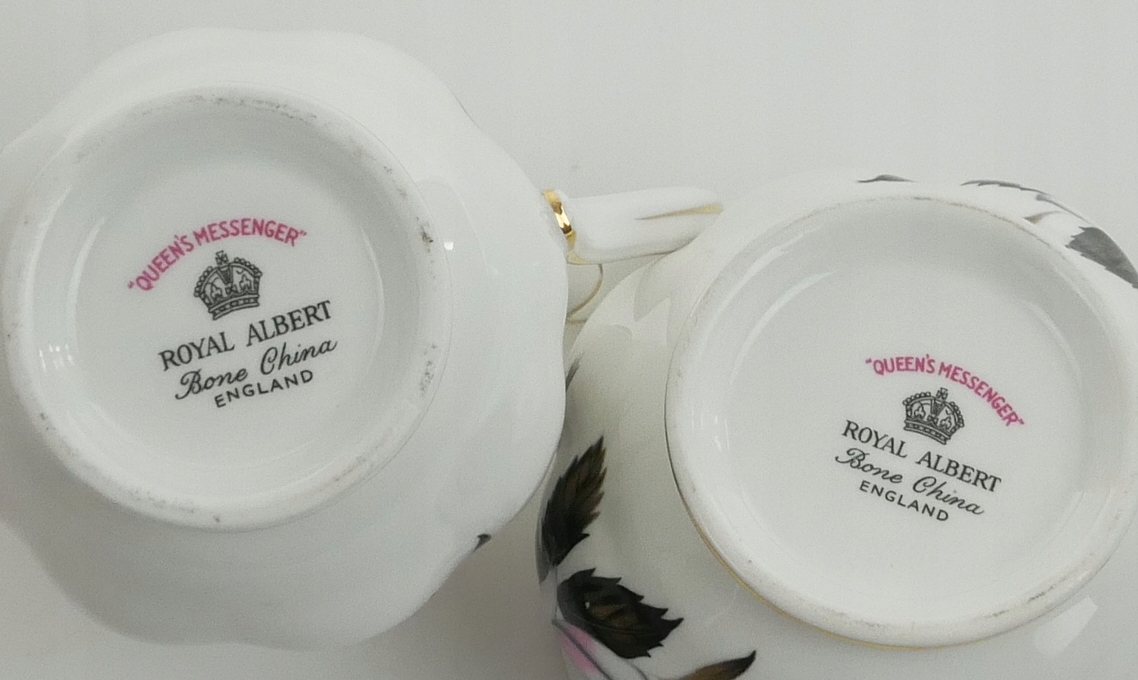 "QUEEN'S MESSENGER"
ROYAL ALBERT
Bone China
ENGLAND
"QUEEN'S MESSENGER"
ROYAL ALBERT
Bone China
ENGLAND